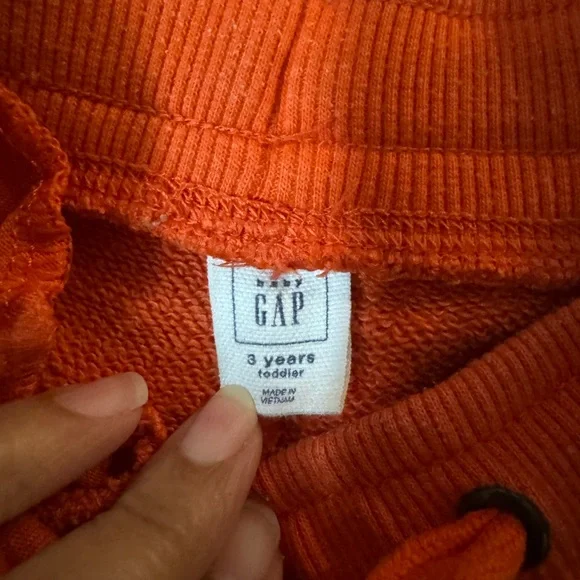 baby
GAP
3 years
toddler
MADE IN
VIETNAM